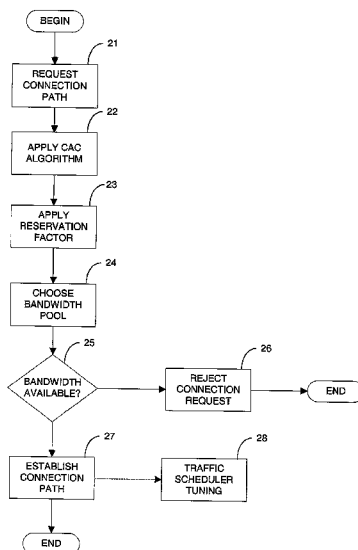 BEGIN
21
REQUEST
CONNECTION
PATH
22
APPLY CAC
ALGORITHM
23
APPLY
RESERVATION
FACTOR
24
CHOOSE
BANDWIDTH
POOL
25
BANDWIDTH
AVAILABLE?
26
REJECT
CONNECTION
REQUEST
END
27
ESTABLISH
CONNECTION
PATH
28
TRAFFIC
SCHEDULER
TUNING
END